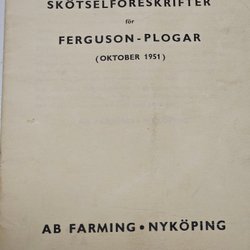 SKÖTSELFÖRESKRIFTER
för
FERGUSON-PLOGAR
(OKTOBER 1951)
AB FARMING • NYKÖPING